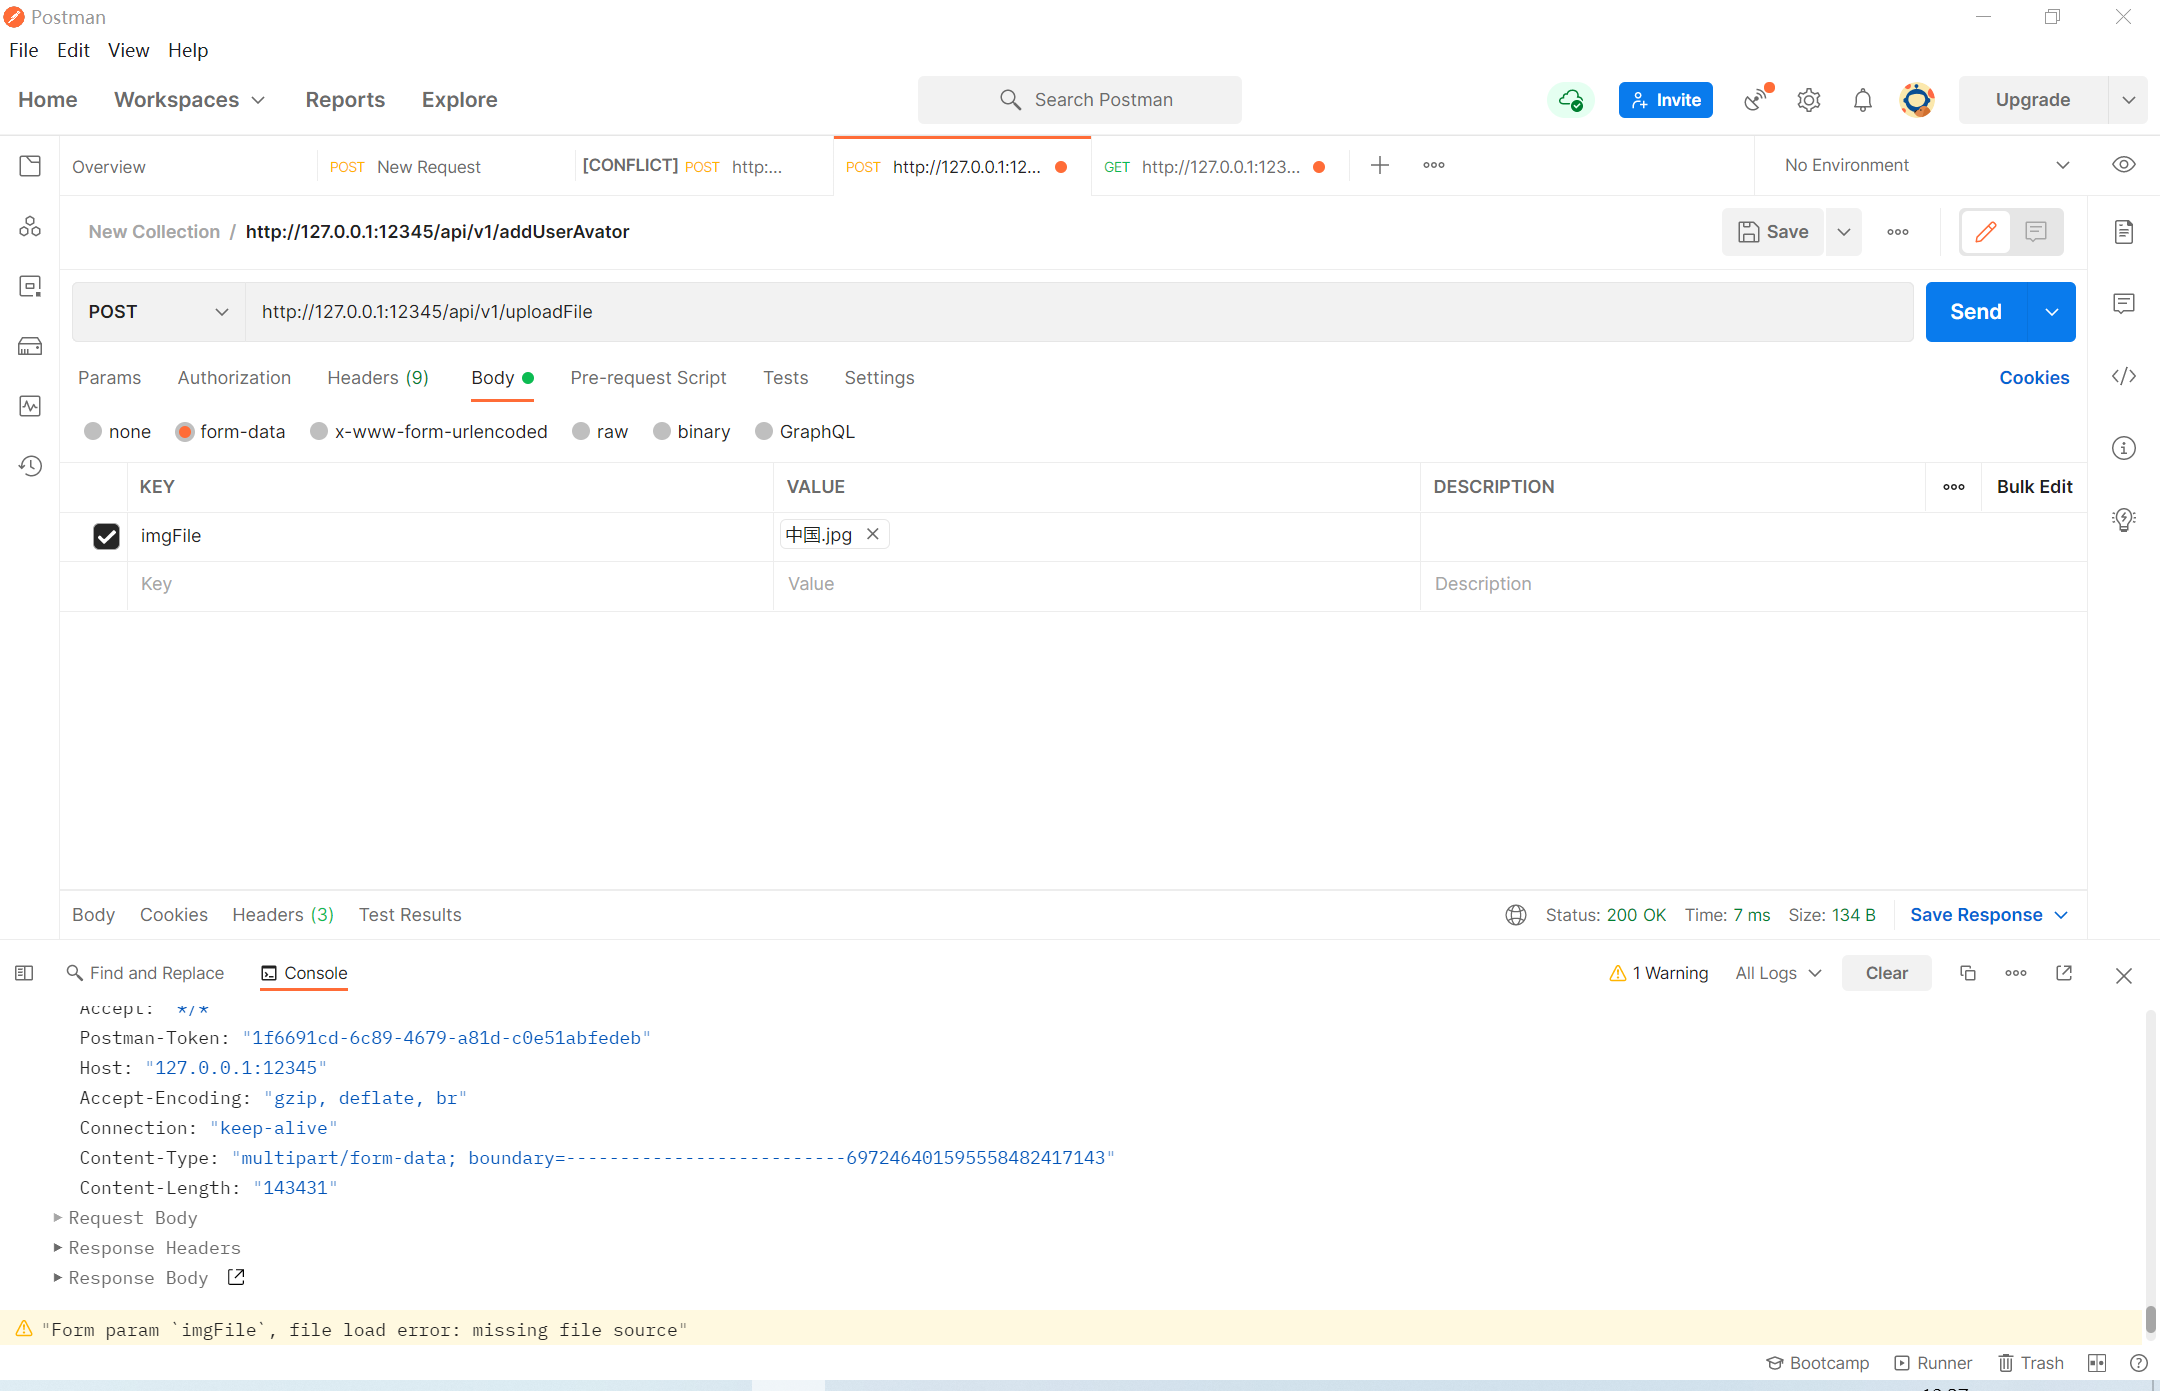 Postman
File Edit View Help
Home Workspaces Reports Explore Search Postman Invite Upgrade
Overview POST New Request [CONFLICT] POST http:... POST http://127.0.0.1:12... GET http://127.0.0.1:123... No Environment
New Collection / http://127.0.0.1:12345/api/v1/addUserAvator Save
POST http://127.0.0.1:12345/api/v1/uploadFile Send
Params Authorization Headers (9) Body Pre-request Script Tests Settings Cookies
none form-data x-www-form-urlencoded raw binary GraphQL
KEY VALUE DESCRIPTION Bulk Edit
imgFile 中国.jpg
Key Value Description
Body Cookies Headers (3) Test Results Status: 200 OK Time: 7 ms Size: 134 B Save Response
Find and Replace Console 1 Warning All Logs Clear
Accept: */*
Postman-Token: "1f6691cd-6c89-4679-a81d-c0e51abfedeb"
Host: "127.0.0.1:12345"
Accept-Encoding: "gzip, deflate, br"
Connection: "keep-alive"
Content-Type: "multipart/form-data; boundary=--------------------------697246401595558482417143"
Content-Length: "143431"
Request Body
Response Headers
Response Body
"Form param `imgFile`, file load error: missing file source"
Bootcamp Runner Trash